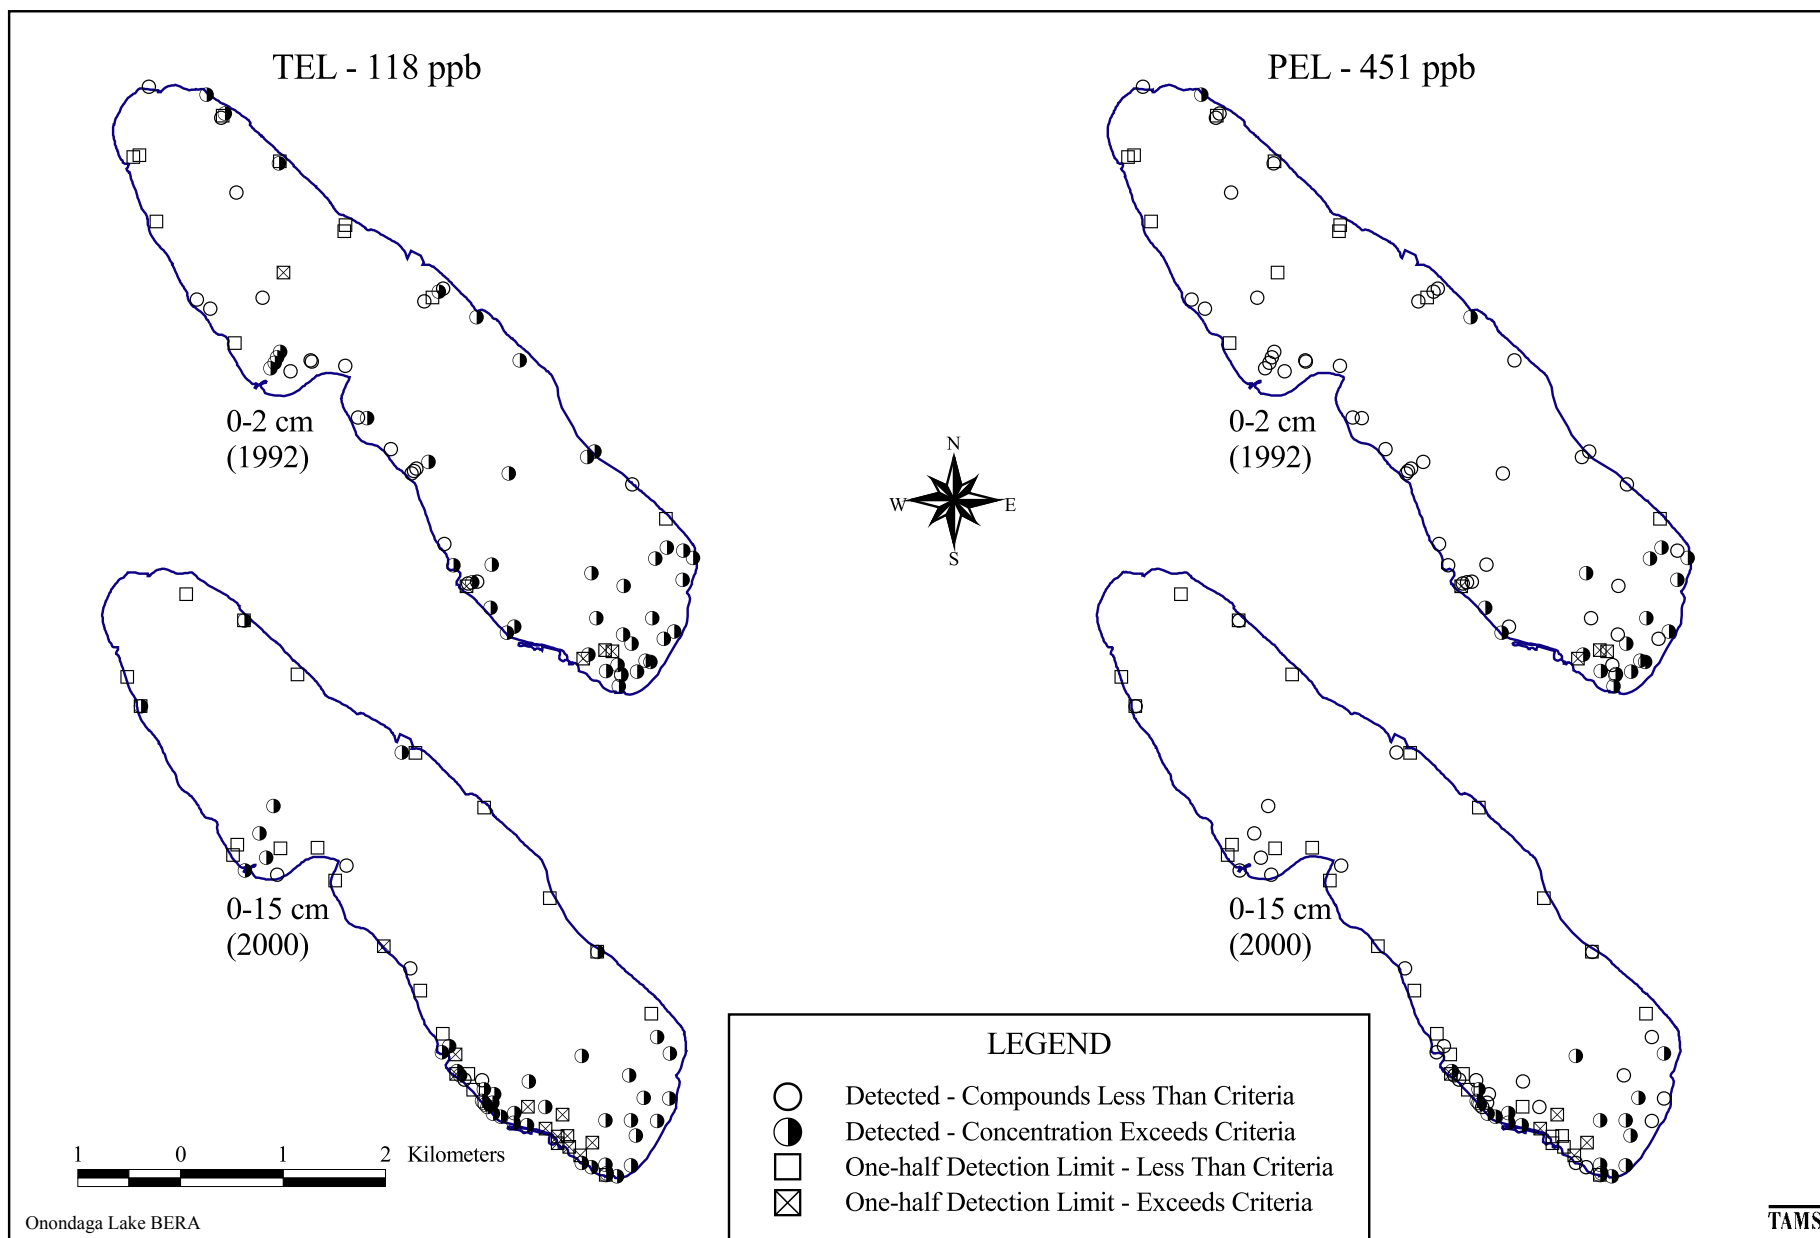 TEL - 118 ppb
PEL - 451 ppb
0-2 cm
(1992)
0-2 cm
(1992)
N
W
E
S
0-15 cm
(2000)
0-15 cm
(2000)
LEGEND
Detected - Compounds Less Than Criteria
Detected - Concentration Exceeds Criteria
One-half Detection Limit - Less Than Criteria
One-half Detection Limit - Exceeds Criteria
1 0 1 2 Kilometers
Onondaga Lake BERA
TAMS